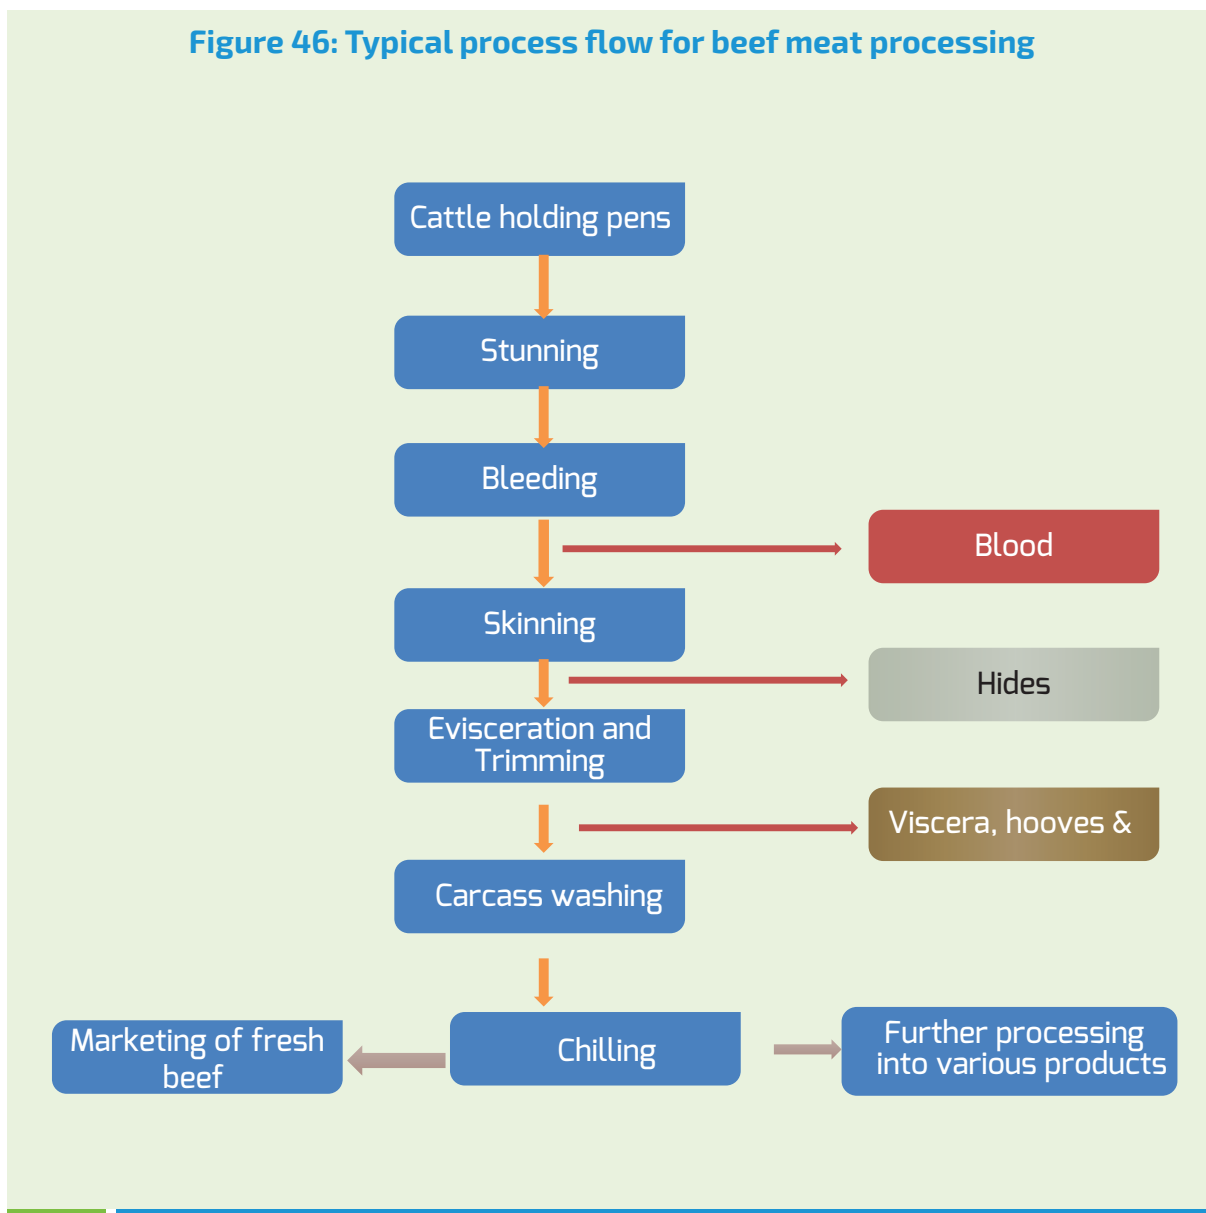 Figure 46: Typical process flow for beef meat processing
Cattle holding pens
Stunning
Bleeding
Blood
Skinning
Hides
Evisceration and
Trimming
Viscera, hooves &
Carcass washing
Marketing of fresh
beef
Chilling
Further processing
into various products